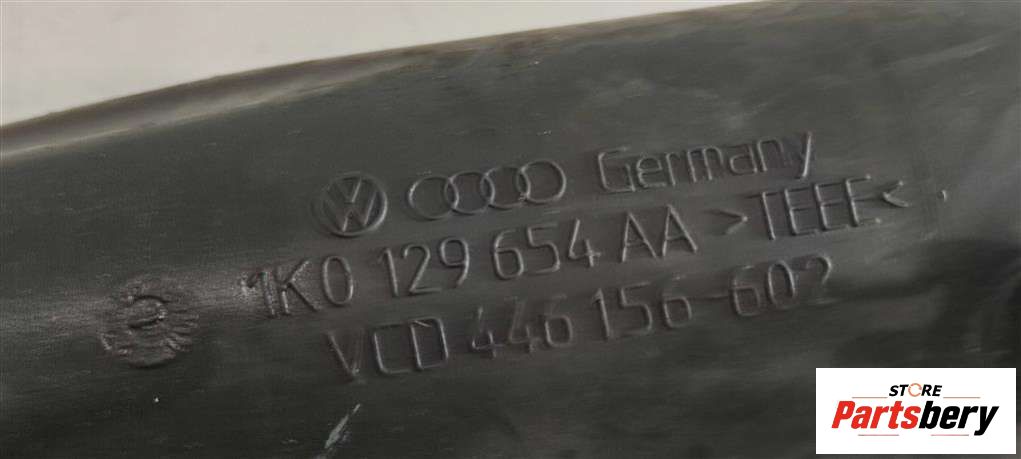 Germany
1K0 129 654 AA >TEEE<
VCD 446 156-602
STORE
Partsbery